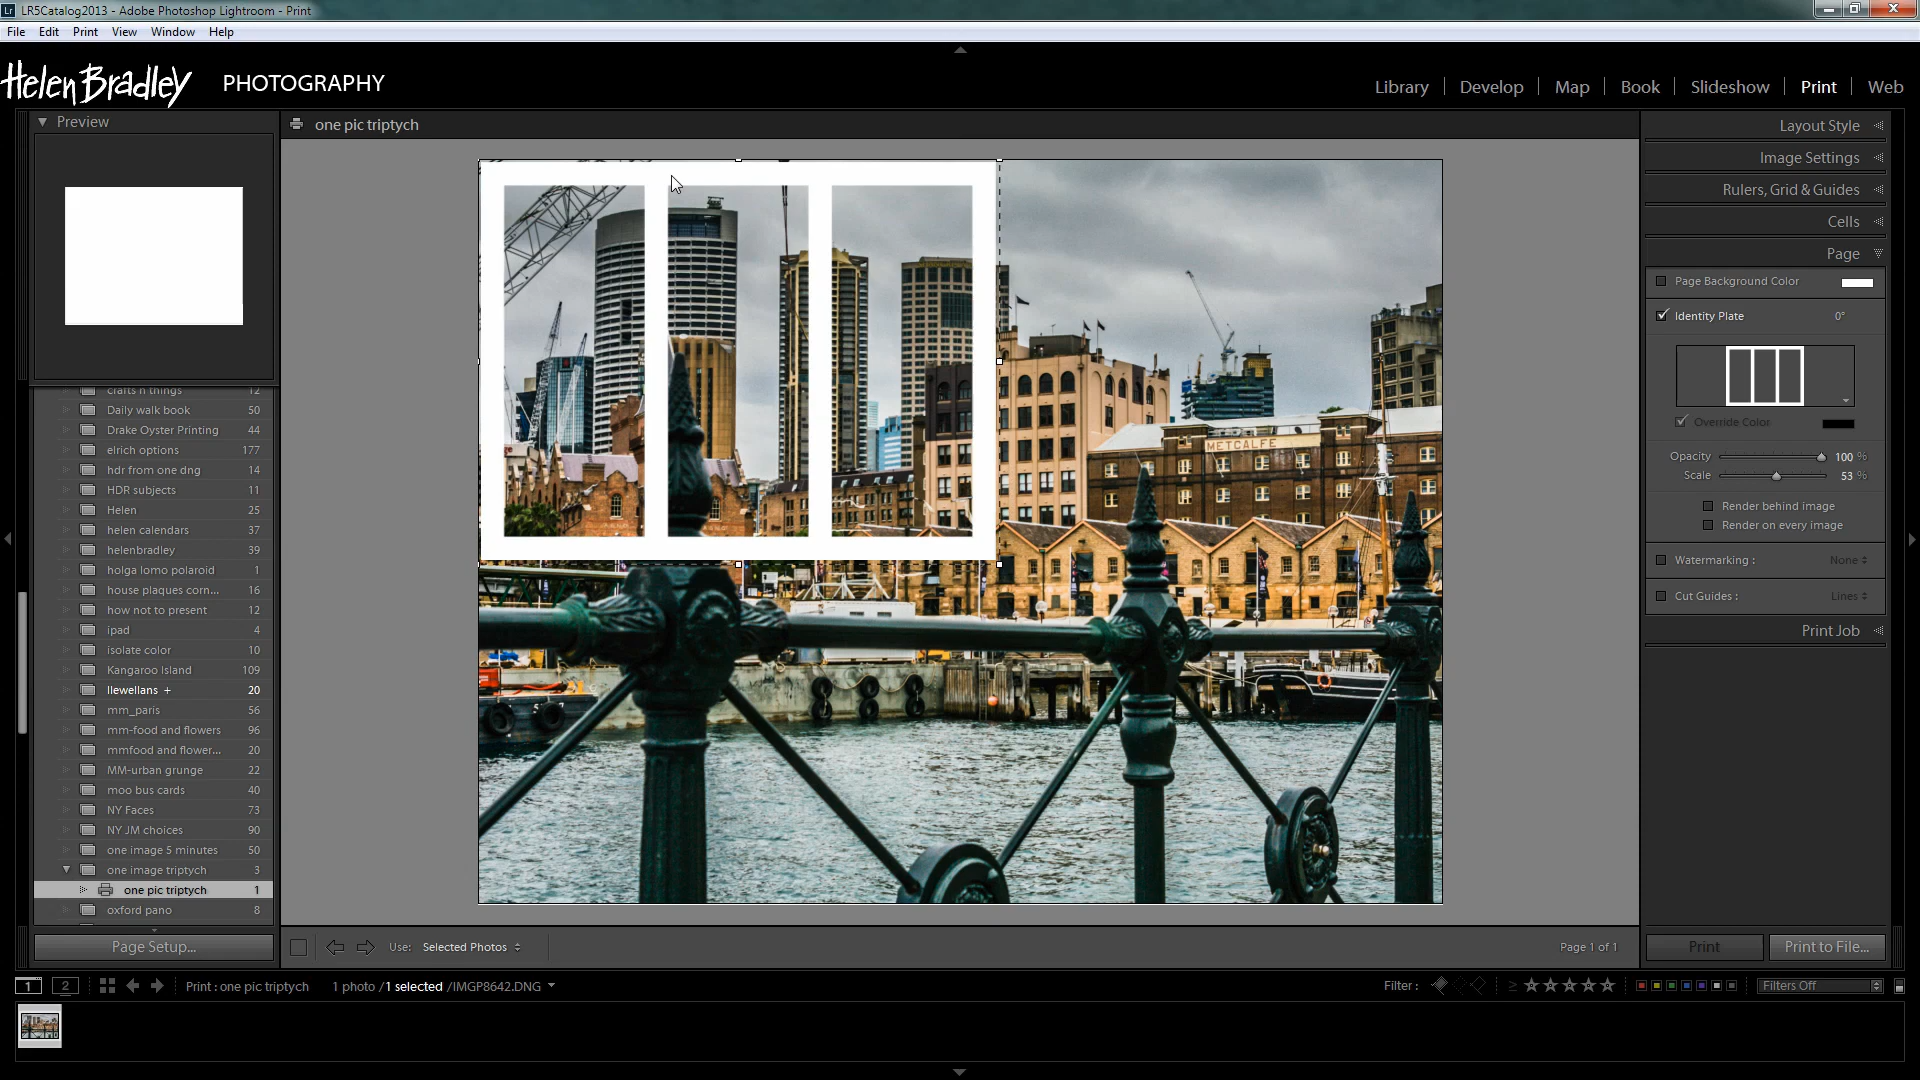 LR5Catalog2013 - Adobe Photoshop Lightroom - Print
File Edit Print View Window Help
Helen Bradley PHOTOGRAPHY
Library Develop Map Book Slideshow Print Web
Preview
one pic triptych
Layout Style
Image Settings
Rulers, Grid & Guides
Cells
Page
Page Background Color
Identity Plate 0°
Override Color
Opacity 100 %
Scale 53 %
Render behind image
Render on every image
Watermarking : None
Cut Guides : Lines
Print Job
METCALFE
crafts n things 12
Daily walk book 50
Drake Oyster Printing 44
elrich options 177
hdr from one dng 14
HDR subjects 11
Helen 25
helen calendars 37
helenbradley 39
holga lomo polaroid 1
house plaques corn... 16
how not to present 12
ipad 4
isolate color 10
Kangaroo island 109
llewellans + 20
mm_paris 56
mm-food and flowers 96
mmfood and flower... 20
MM-urban grunge 22
moo bus cards 40
NY Faces 73
NY JM choices 90
one image 5 minutes 50
one image triptych 3
one pic triptych 1
oxford pano 8
Page Setup...
Use: Selected Photos
Page 1 of 1
Print
Print to File...
1 2 Print : one pic triptych 1 photo /1 selected /IMGP8642.DNG
Filter : ≥ Filters Off